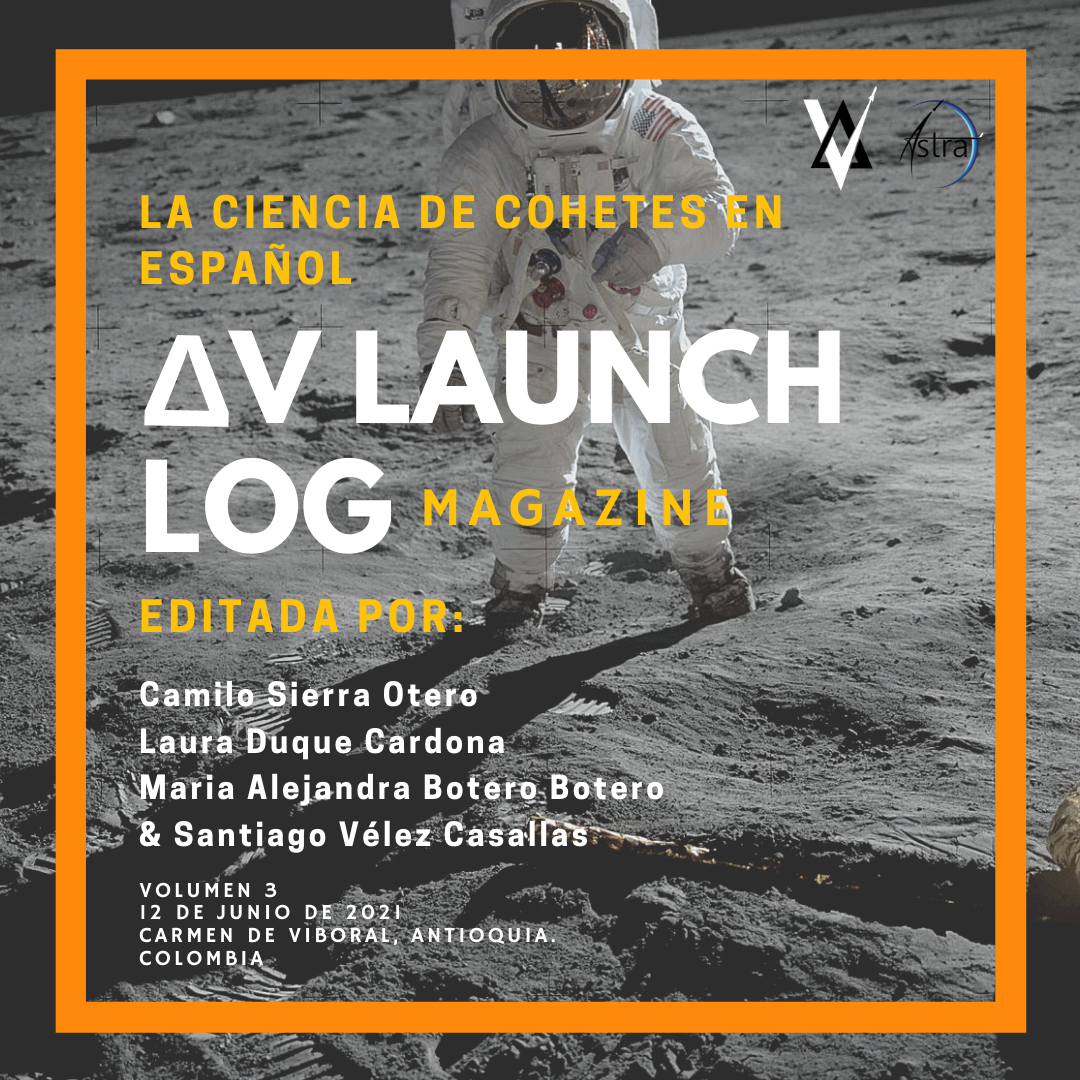 Astra
LA CIENCIA DE COHETES EN
ESPAÑOL
ΔV LAUNCH
LOG MAGAZINE
EDITADA POR:
Camilo Sierra Otero
Laura Duque Cardona
Maria Alejandra Botero Botero
& Santiago Vélez Casallas
VOLUMEN 3
12 DE JUNIO DE 2021
CARMEN DE VIBORAL, ANTIOQUIA.
COLOMBIA